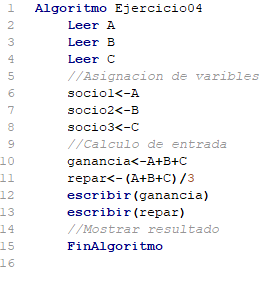 1 Algoritmo Ejercicio04
2 Leer A
3 Leer B
4 Leer C
5 //Asignacion de varibles
6 socio1<-A
7 socio2<-B
8 socio3<-C
9 //Calculo de entrada
10 ganancia<-A+B+C
11 repar<-(A+B+C)/3
12 escribir(ganancia)
13 escribir(repar)
14 //Mostrar resultado
15 FinAlgoritmo
16